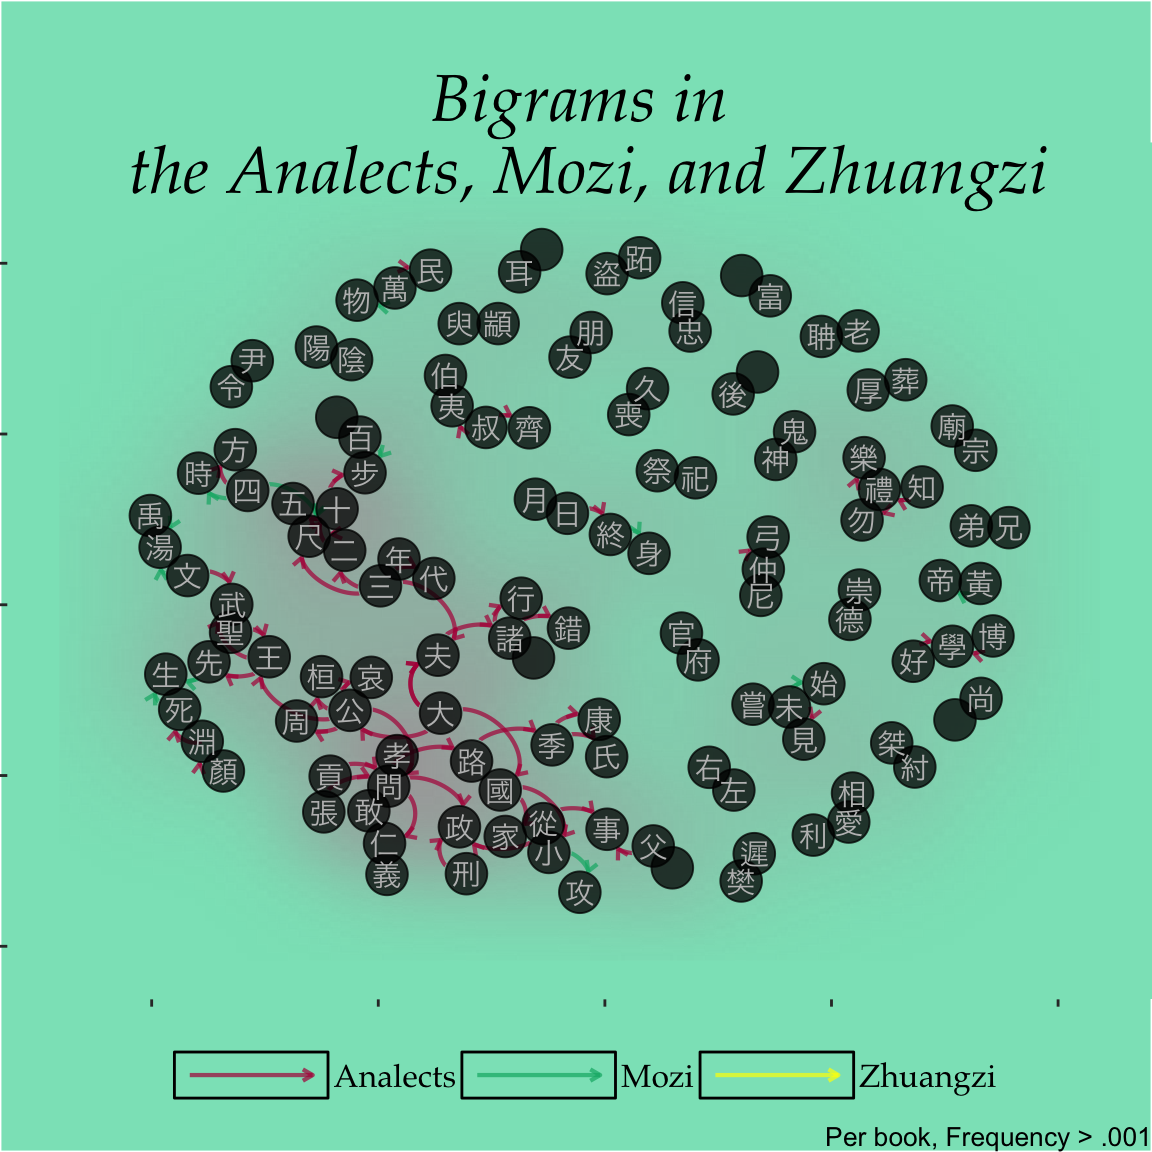 Bigrams in
the Analects, Mozi, and Zhuangzi
民
萬
物
耳
盜 跖
信
忠
富
臾 顓
朋
友
聃 老
陽 陰
尹
令
伯
夷
叔 齊
久
喪
後
厚 葬
百
步
方
時
四
五 十
尺 二
鬼
神
祭 祀
樂
禮 知
勿
廟
宗
月 日
終
身
弟 兄
禹
湯
文
武
聖
先 王
年
三 代
弓
仲
尼
崇
德
帝 黃
行
諸 錯
夫
官
府
好 學 博
生
死
淵
顏
桓 哀
周 公
大
嘗 未 始
見
尚
孝
問
貢
張 敢
仁
義
路
國
季 康
氏
右
左
桀
紂
政
刑
家 從
小
攻
事
父
遲
樊
相
愛
利
Analects
Mozi
Zhuangzi
Per book, Frequency > .001